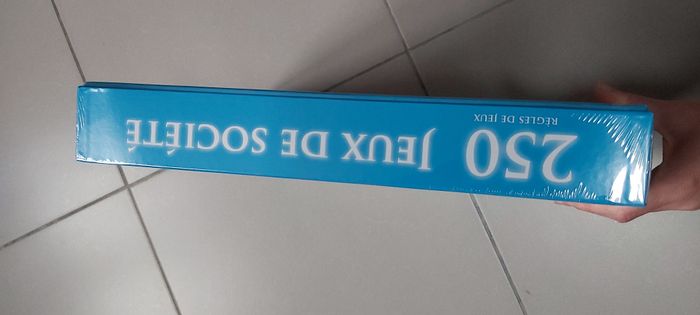 250 JEUX DE SOCIÉTÉ
RÈGLES DE JEUX